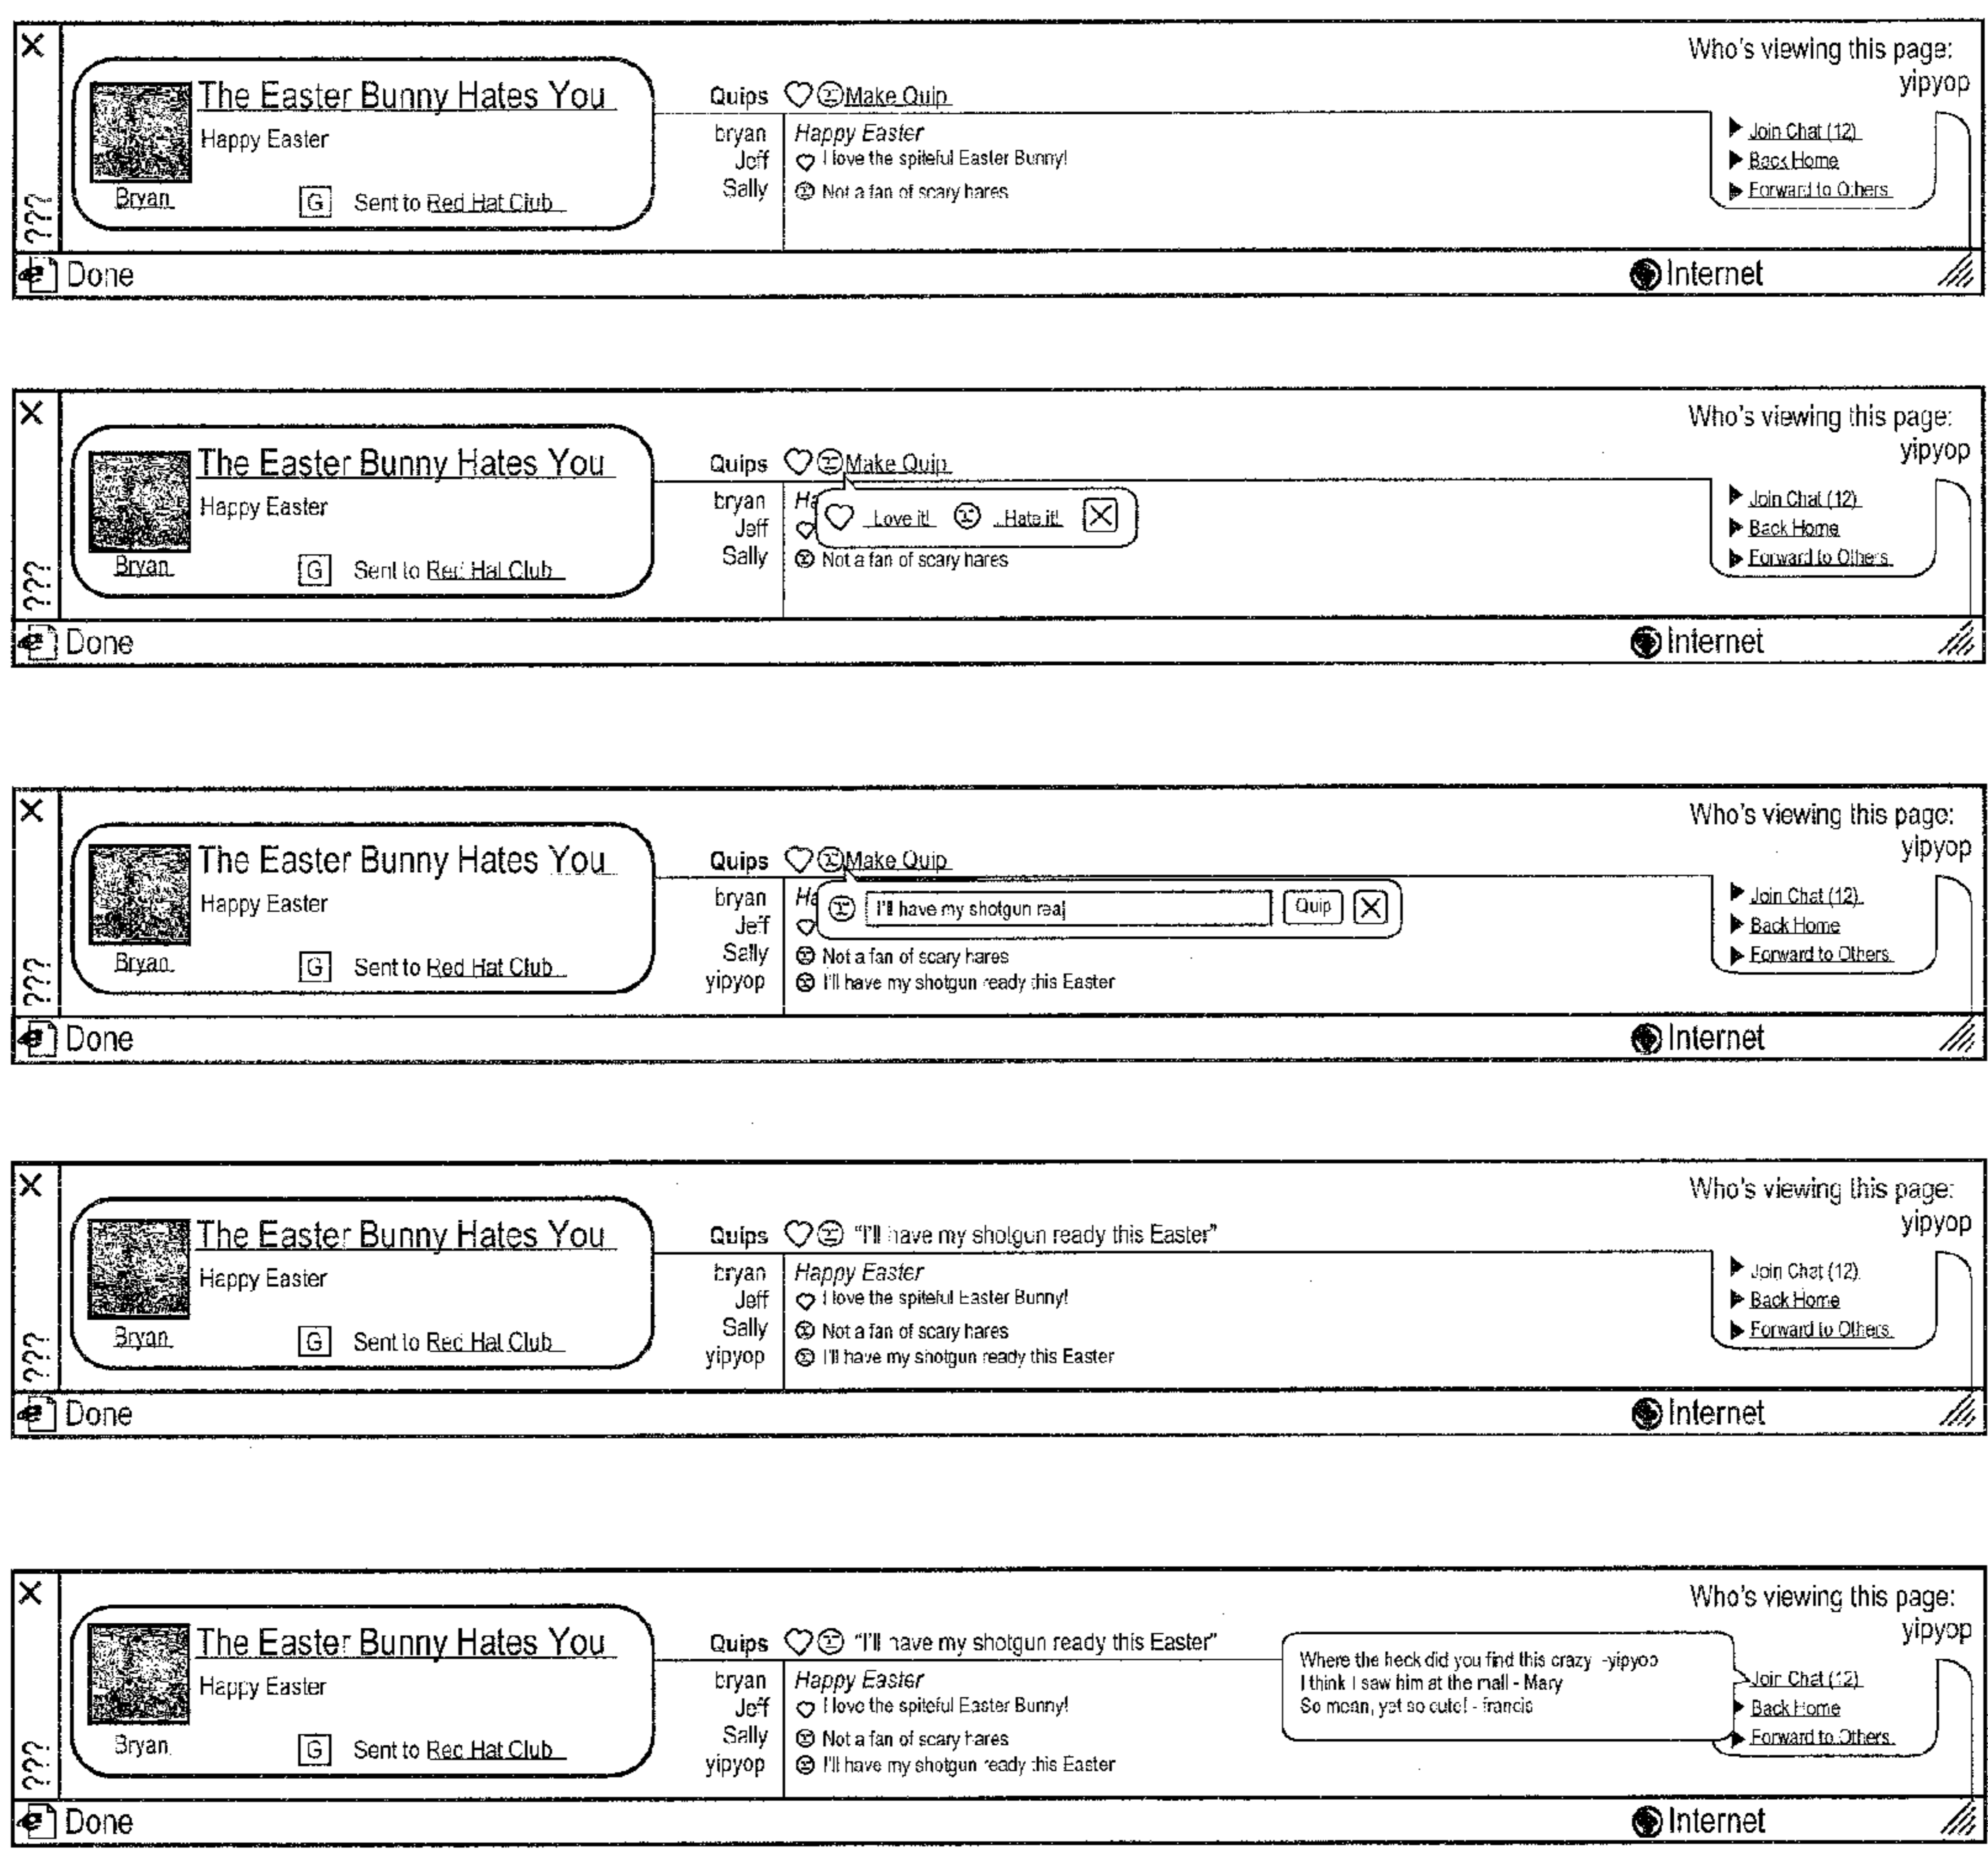 Who's viewing this page:
yipyop
X
The Easter Bunny Hates You
Happy Easter
Bryan
G Sent to Red Hat Club
???
Quips Make Quip
bryan Happy Easter
Jeff I love the spiteful Easter Bunny!
Sally Not a fan of scary hares
Join Chat (12)
Back Home
Forward to Others
Done
Internet
Who's viewing this page:
yipyop
X
The Easter Bunny Hates You
Happy Easter
Bryan
G Sent to Red Hat Club
???
Quips Make Quip
bryan Ha
Love it! ...Hate it! X
Jeff
Sally Not a fan of scary hares
Join Chat (12)
Back Home
Forward to Others
Done
Internet
Who's viewing this page:
yipyop
X
The Easter Bunny Hates You
Happy Easter
Bryan
G Sent to Red Hat Club
???
Quips Make Quip
bryan Ha
I'll have my shotgun rea Quip X
Jeff
Sally Not a fan of scary hares
yipyop I'll have my shotgun ready this Easter
Join Chat (12)
Back Home
Forward to Others
Done
Internet
Who's viewing this page:
yipyop
X
The Easter Bunny Hates You
Happy Easter
Bryan
G Sent to Red Hat Club
???
Quips "I'll have my shotgun ready this Easter"
bryan Happy Easter
Jeff I love the spiteful Easter Bunny!
Sally Not a fan of scary hares
yipyop I'll have my shotgun ready this Easter
Join Chat (12)
Back Home
Forward to Others
Done
Internet
Who's viewing this page:
yipyop
X
The Easter Bunny Hates You
Happy Easter
Bryan
G Sent to Red Hat Club
???
Quips "I'll have my shotgun ready this Easter"
bryan Happy Easter
Jeff I love the spiteful Easter Bunny!
Sally Not a fan of scary hares
yipyop I'll have my shotgun ready this Easter
Where the heck did you find this crazy -yipyop
I think I saw him at the mall - Mary
So mean, yet so cute! - francis
Join Chat (12)
Back Home
Forward to Others
Done
Internet